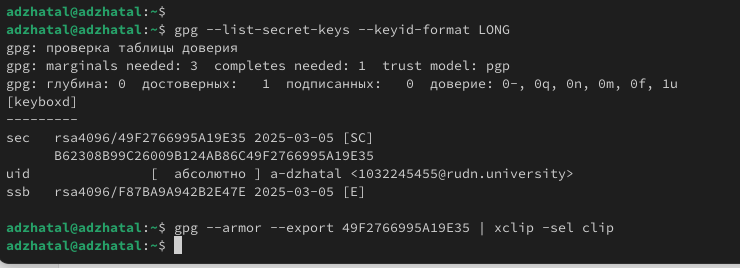 adzhatal@adzhatal:~$
adzhatal@adzhatal:~$ gpg --list-secret-keys --keyid-format LONG
gpg: проверка таблицы доверия
gpg: marginals needed: 3  completes needed: 1  trust model: pgp
gpg: глубина: 0  достоверных:   1  подписанных:   0  доверие: 0-, 0q, 0n, 0m, 0f, 1u
[keyboxd]
---------
sec   rsa4096/49F2766995A19E35 2025-03-05 [SC]
      B62308B99C26009B124AB86C49F2766995A19E35
uid                 [  абсолютно ] a-dzhatal <1032245455@rudn.university>
ssb   rsa4096/F87BA9A942B2E47E 2025-03-05 [E]

adzhatal@adzhatal:~$ gpg --armor --export 49F2766995A19E35 | xclip -sel clip
adzhatal@adzhatal:~$